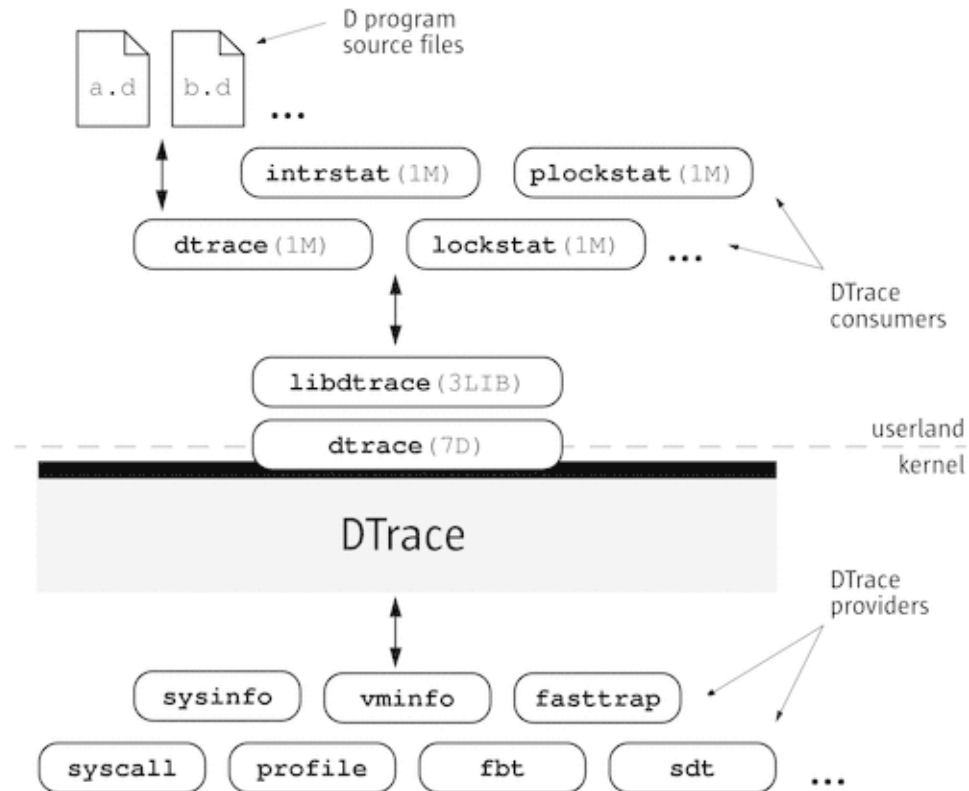 D program
source files
a.d b.d ...
intrstat(1M) plockstat(1M)
dtrace(1M) lockstat(1M) ...
DTrace
consumers
libdtrace(3LIB)
dtrace(7D)
userland
kernel
DTrace
DTrace
providers
sysinfo vminfo fasttrap
syscall profile fbt sdt ...